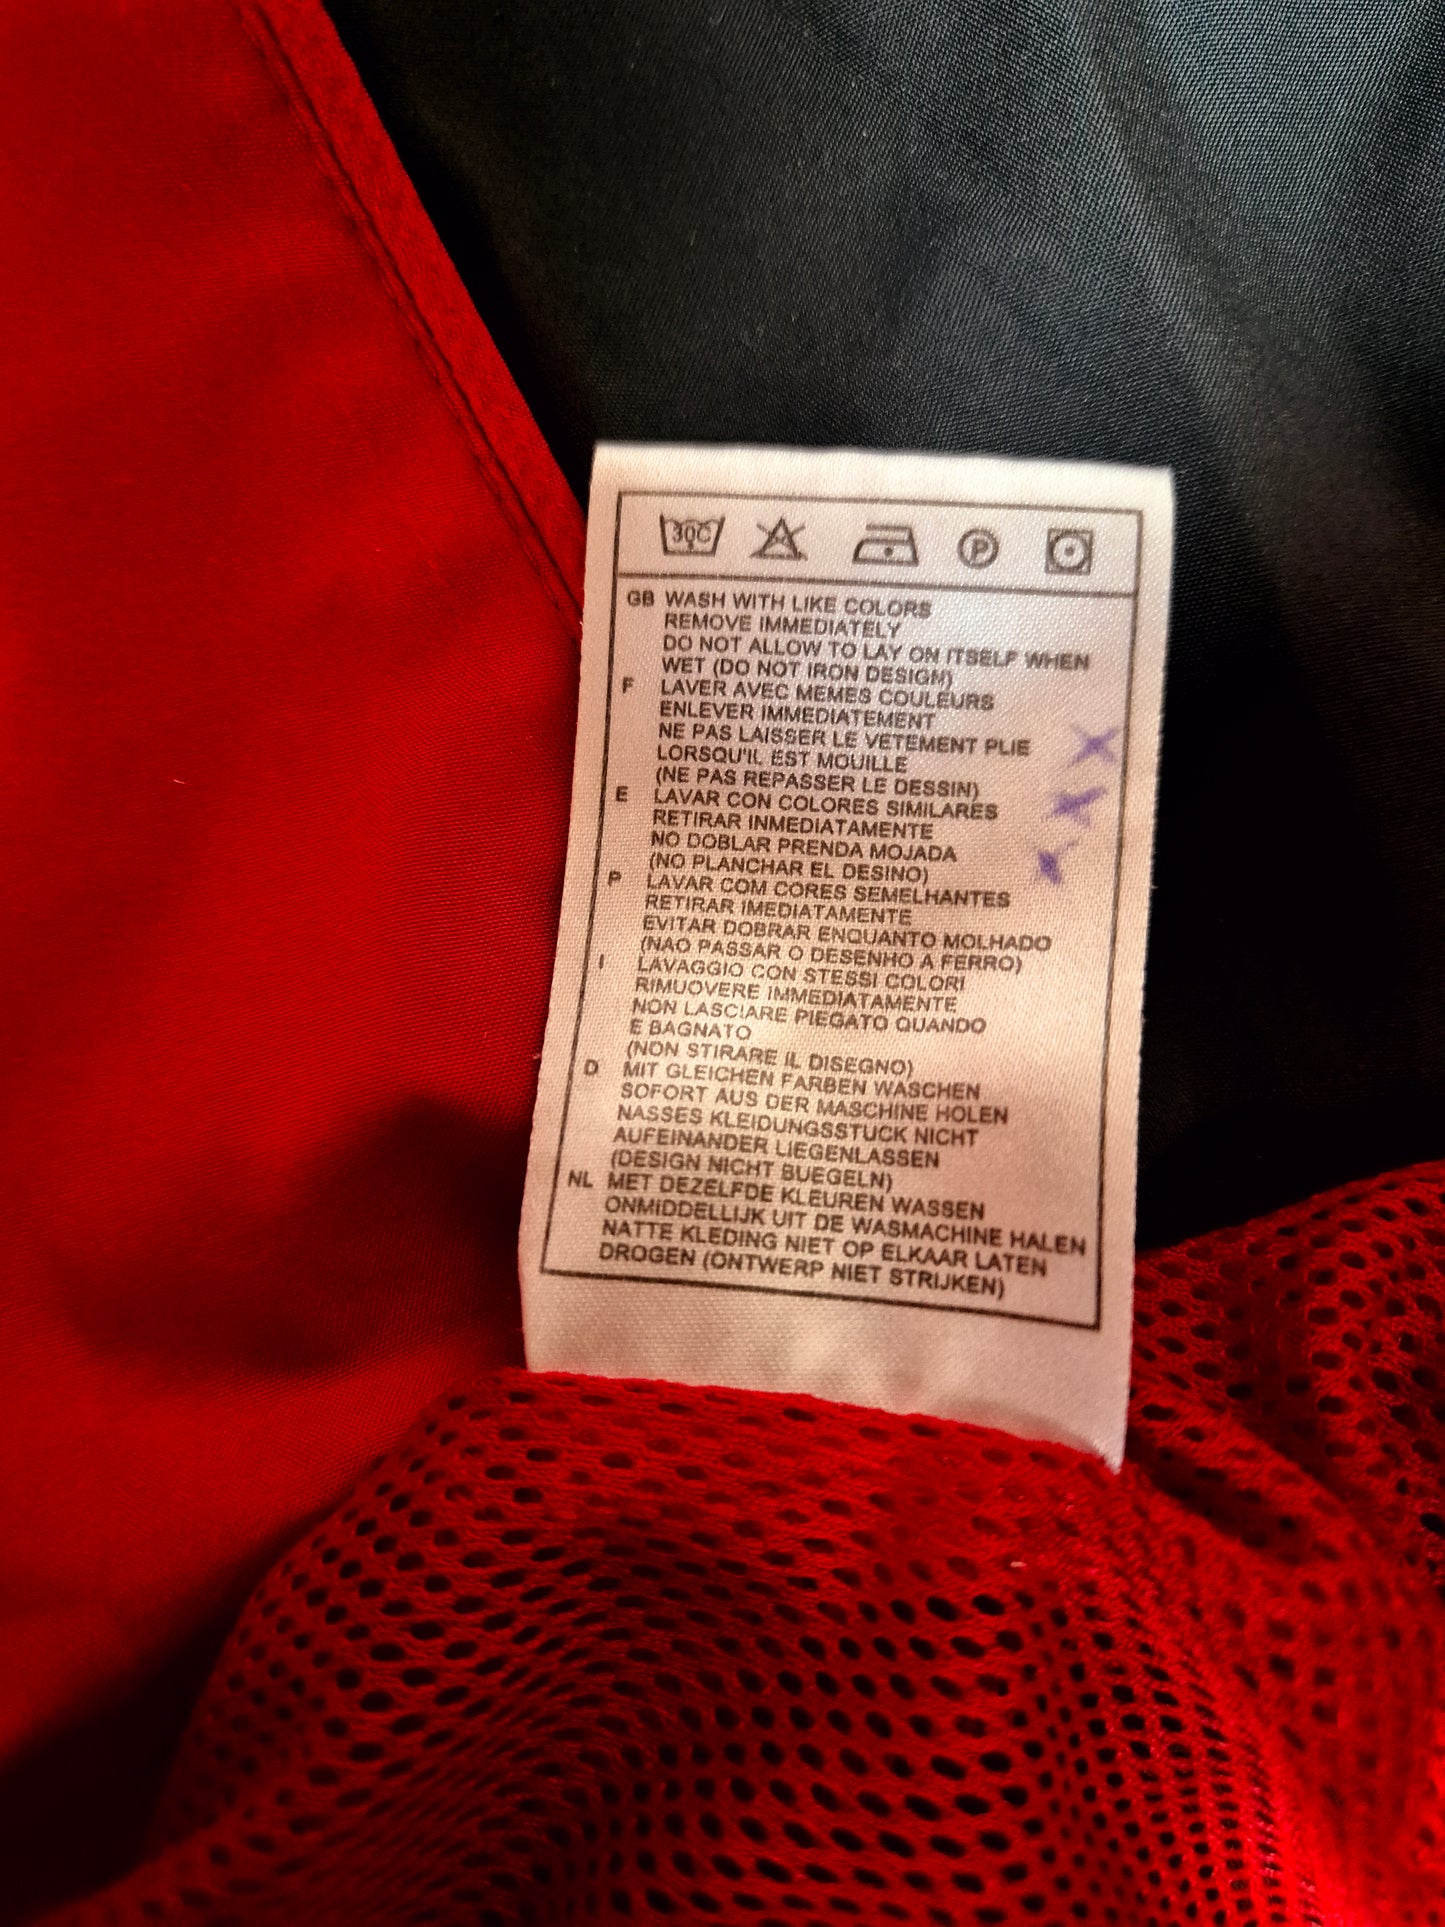 30C
P
GB WASH WITH LIKE COLORS
REMOVE IMMEDIATELY
DO NOT ALLOW TO LAY ON ITSELF WHEN
WET (DO NOT IRON DESIGN)
F LAVER AVEC MEMES COULEURS
ENLEVER IMMEDIATEMENT
NE PAS LAISSER LE VETEMENT PLIE
LORSQU'IL EST MOUILLE
(NE PAS REPASSER LE DESSIN)
E LAVAR CON COLORES SIMILARES
RETIRAR INMEDIATAMENTE
NO DOBLAR PRENDA MOJADA
(NO PLANCHAR EL DESINO)
P LAVAR COM CORES SEMELHANTES
RETIRAR IMEDIATAMENTE
EVITAR DOBRAR ENQUANTO MOLHADO
(NAO PASSAR O DESENHO A FERRO)
I LAVAGGIO CON STESSI COLORI
RIMUOVERE IMMEDIATAMENTE
NON LASCIARE PIEGATO QUANDO
E BAGNATO
(NON STIRARE IL DISEGNO)
D MIT GLEICHEN FARBEN WASCHEN
SOFORT AUS DER MASCHINE HOLEN
NASSES KLEIDUNGSSTUCK NICHT
AUFEINANDER LIEGENLASSEN
(DESIGN NICHT BUEGELN)
NL MET DEZELFDE KLEUREN WASSEN
ONMIDDELLIJK UIT DE WASMACHINE HALEN
NATTE KLEDING NIET OP ELKAAR LATEN
DROGEN (ONTWERP NIET STRIJKEN)